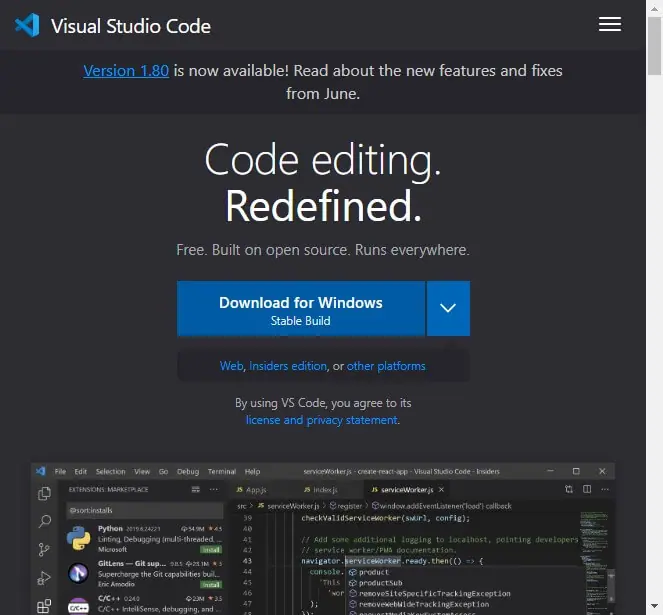 Visual Studio Code
Version 1.80 is now available! Read about the new features and fixes
from June.
Code editing.
Redefined.
Free. Built on open source. Runs everywhere.
Download for Windows
Stable Build
Web, Insiders edition, or other platforms
By using VS Code, you agree to its
license and privacy statement.
File Edit Selection View Go Debug Terminal Help serviceWorker.js - create-react-app - Visual Studio Code - Insiders
EXTENSIONS: MARKETPLACE
@sort:installs
Python 2019.6.24221 54.9M 4.5
Linting, Debugging (multi-threaded, ...
Microsoft Install
GitLens — Git sup... 9.8.5 23.1M 5
Supercharge the Git capabilities buil...
Eric Amodio Install
C/C++ 0.24.0 23M 3.5
C/C++ IntelliSense, debugging, and ...
App.js index.js serviceWorker.js
src > serviceWorker.js > register > window.addEventListener('load') callback
39 checkValidServiceWorker(swUrl, config);
40
41 // Add some additional logging to localhost, pointing developers
42 // service worker/PWA documentation.
43 navigator.serviceWorker.ready.then(() => {
44 console. product
45 'This productSub
46 'wor removeSiteSpecificTrackingException
47 ); removeWebWideTrackingException